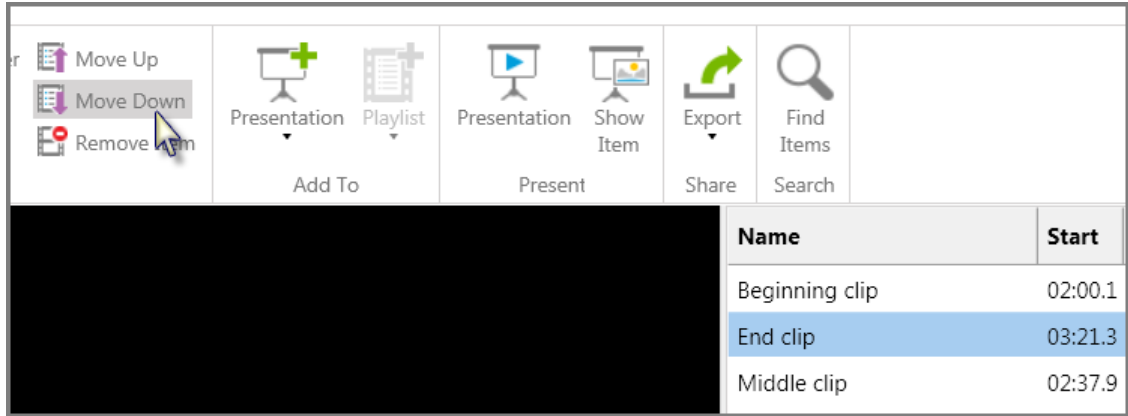 r
Move Up
Move Down
Remove Item
Presentation
Playlist
Presentation
Show
Item
Export
Find
Items
Add To
Present
Share
Search
Name Start
Beginning clip 02:00.1
End clip 03:21.3
Middle clip 02:37.9